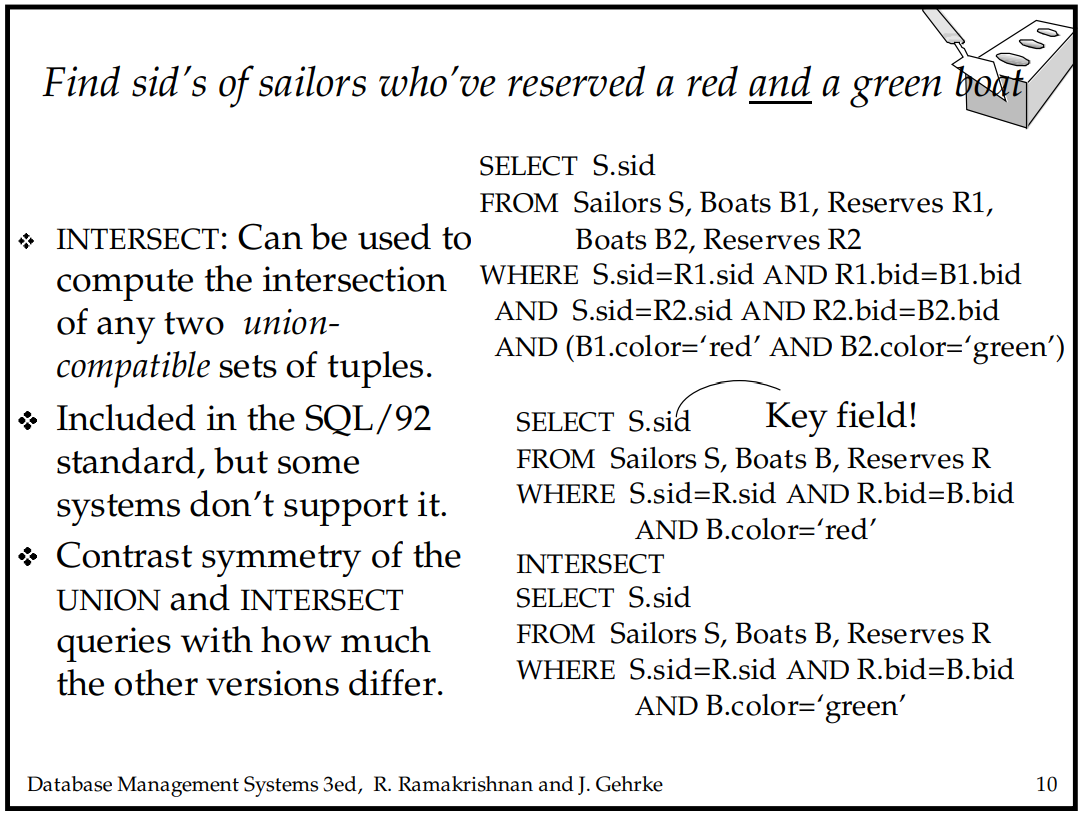 Find sid's of sailors who've reserved a red and a green boat
❖ INTERSECT: Can be used to
compute the intersection
of any two union-
compatible sets of tuples.
❖ Included in the SQL/92
standard, but some
systems don't support it.
❖ Contrast symmetry of the
UNION and INTERSECT
queries with how much
the other versions differ.
SELECT S.sid
FROM Sailors S, Boats B1, Reserves R1,
Boats B2, Reserves R2
WHERE S.sid=R1.sid AND R1.bid=B1.bid
AND S.sid=R2.sid AND R2.bid=B2.bid
AND (B1.color=‘red’ AND B2.color=‘green’)
Key field!
SELECT S.sid
FROM Sailors S, Boats B, Reserves R
WHERE S.sid=R.sid AND R.bid=B.bid
AND B.color=‘red’
INTERSECT
SELECT S.sid
FROM Sailors S, Boats B, Reserves R
WHERE S.sid=R.sid AND R.bid=B.bid
AND B.color=‘green’
Database Management Systems 3ed, R. Ramakrishnan and J. Gehrke
10